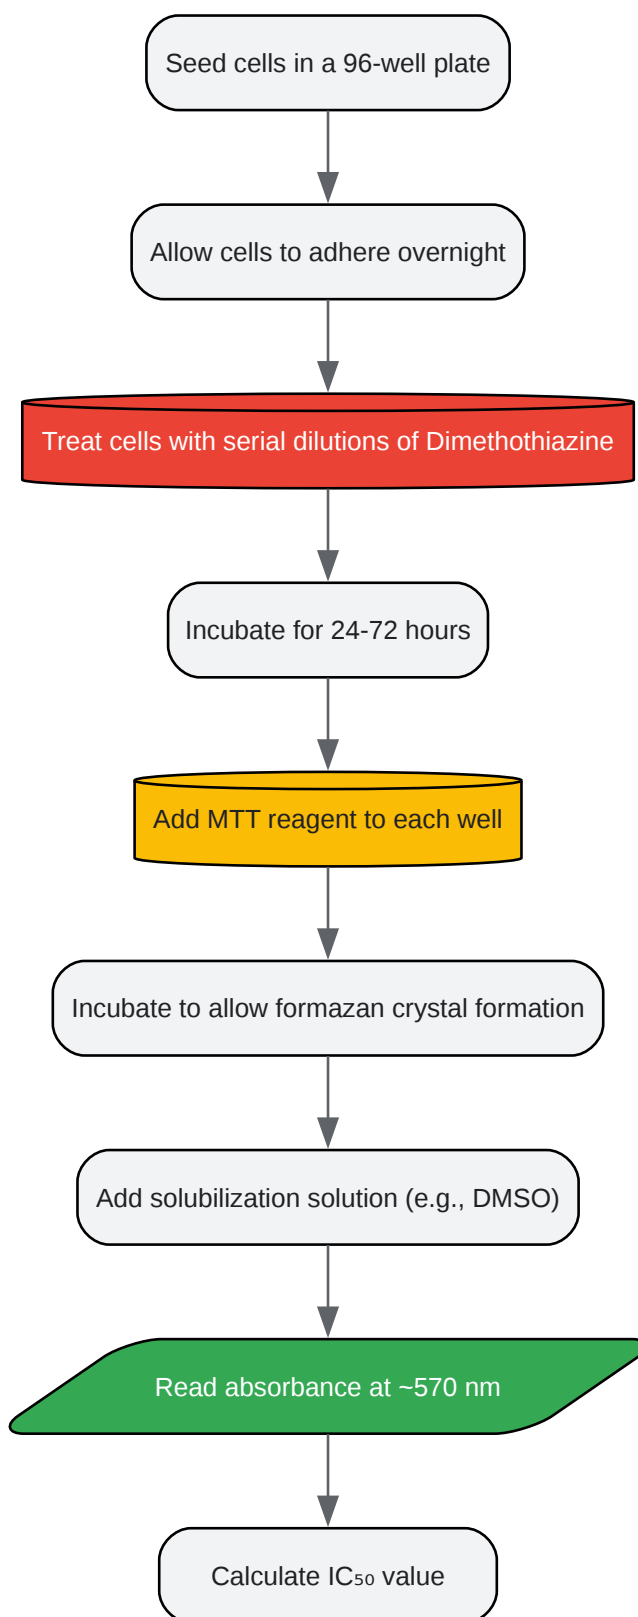 Seed cells in a 96-well plate
Allow cells to adhere overnight
Treat cells with serial dilutions of Dimethothiazine
Incubate for 24-72 hours
Add MTT reagent to each well
Incubate to allow formazan crystal formation
Add solubilization solution (e.g., DMSO)
Read absorbance at ~570 nm
Calculate IC₅₀ value